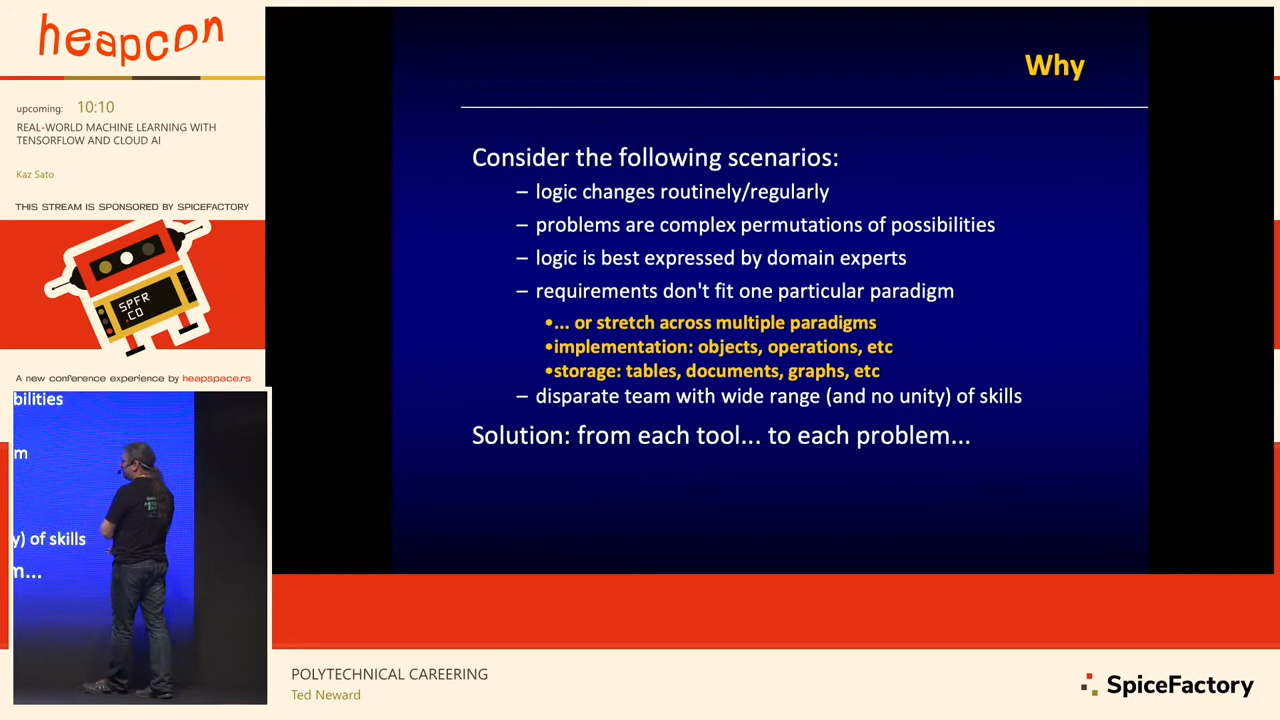 heapcon
upcoming: 10:10
REAL-WORLD MACHINE LEARNING WITH
TENSORFLOW AND CLOUD AI
Kaz Sato
THIS STREAM IS SPONSORED BY SPICEFACTORY
SPFR
.CO
A new conference experience by heapspace.rs
bilities
m
y) of skills
m...
Why
Consider the following scenarios:
– logic changes routinely/regularly
– problems are complex permutations of possibilities
– logic is best expressed by domain experts
– requirements don't fit one particular paradigm
•... or stretch across multiple paradigms
•implementation: objects, operations, etc
•storage: tables, documents, graphs, etc
– disparate team with wide range (and no unity) of skills
Solution: from each tool... to each problem...
POLYTECHNICAL CAREERING
Ted Neward
SpiceFactory